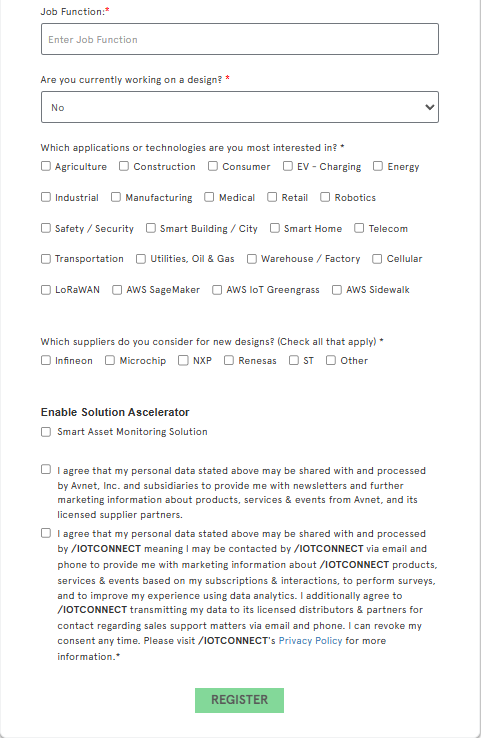 Job Function:*
Enter Job Function
Are you currently working on a design? *
No
Which applications or technologies are you most interested in? *
Agriculture Construction Consumer EV - Charging Energy
Industrial Manufacturing Medical Retail Robotics
Safety / Security Smart Building / City Smart Home Telecom
Transportation Utilities, Oil & Gas Warehouse / Factory Cellular
LoRaWAN AWS SageMaker AWS IoT Greengrass AWS Sidewalk
Which suppliers do you consider for new designs? (Check all that apply) *
Infineon Microchip NXP Renesas ST Other
Enable Solution Ascelerator
Smart Asset Monitoring Solution
I agree that my personal data stated above may be shared with and processed
by Avnet, Inc. and subsidiaries to provide me with newsletters and further
marketing information about products, services & events from Avnet, and its
licensed supplier partners.
I agree that my personal data stated above may be shared with and processed
by /IOTCONNECT meaning I may be contacted by /IOTCONNECT via email and
phone to provide me with marketing information about /IOTCONNECT products,
services & events based on my subscriptions & interactions, to perform surveys,
and to improve my experience using data analytics. I additionally agree to
/IOTCONNECT transmitting my data to its licensed distributors & partners for
contact regarding sales support matters via email and phone. I can revoke my
consent any time. Please visit /IOTCONNECT's Privacy Policy for more
information.*
REGISTER